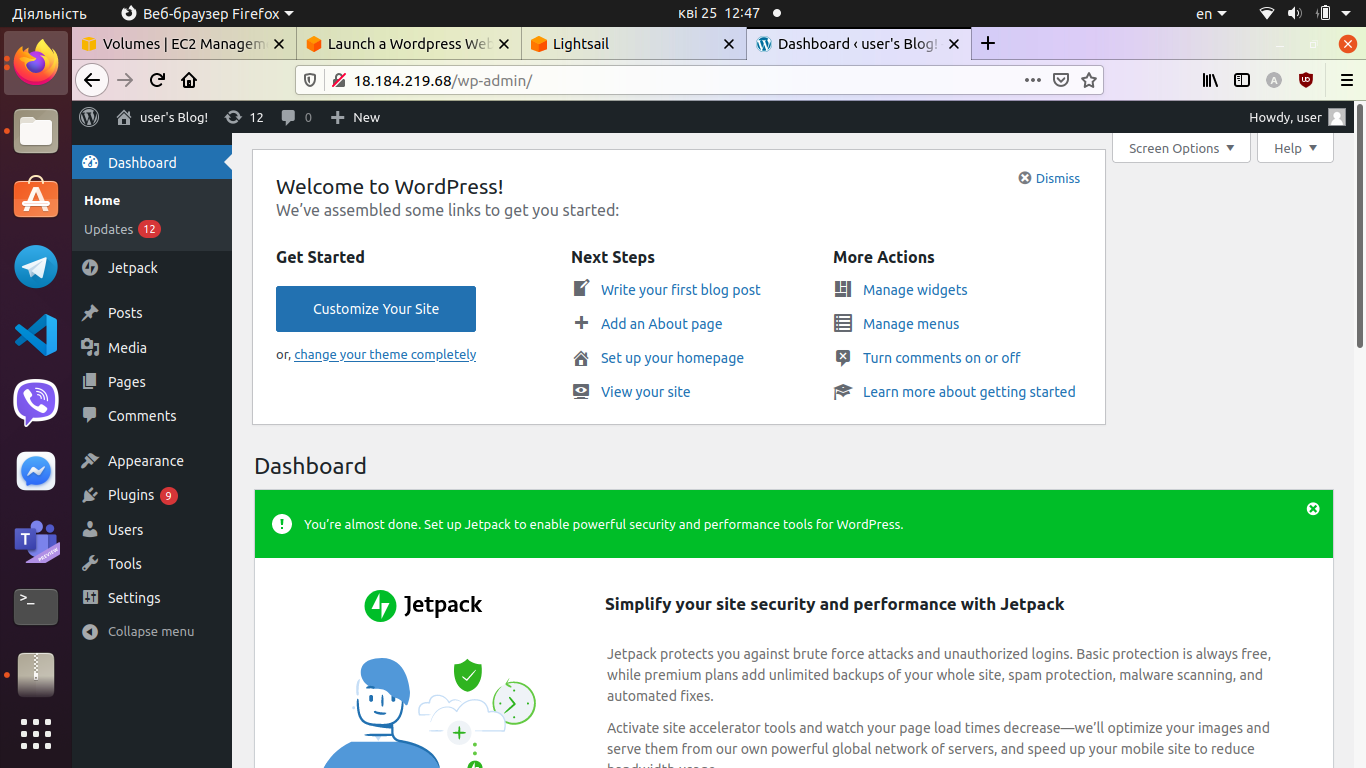 Діяльність
Веб-браузер Firefox
кві 25 12:47
en
Volumes | EC2 Managem
Launch a Wordpress Web
Lightsail
Dashboard ‹ user's Blog!
18.184.219.68/wp-admin/
user's Blog!
12
0
New
Howdy, user
Dashboard
Home
Updates 12
Jetpack
Posts
Media
Pages
Comments
Appearance
Plugins 9
Users
Tools
Settings
Collapse menu
Screen Options
Help
Welcome to WordPress!
Dismiss
We've assembled some links to get you started:
Get Started
Customize Your Site
or, change your theme completely
Next Steps
Write your first blog post
Add an About page
Set up your homepage
View your site
More Actions
Manage widgets
Manage menus
Turn comments on or off
Learn more about getting started
Dashboard
You're almost done. Set up Jetpack to enable powerful security and performance tools for WordPress.
Jetpack
Simplify your site security and performance with Jetpack
Jetpack protects you against brute force attacks and unauthorized logins. Basic protection is always free,
while premium plans add unlimited backups of your whole site, spam protection, malware scanning, and
automated fixes.
Activate site accelerator tools and watch your page load times decrease—we'll optimize your images and
serve them from our own powerful global network of servers, and speed up your mobile site to reduce